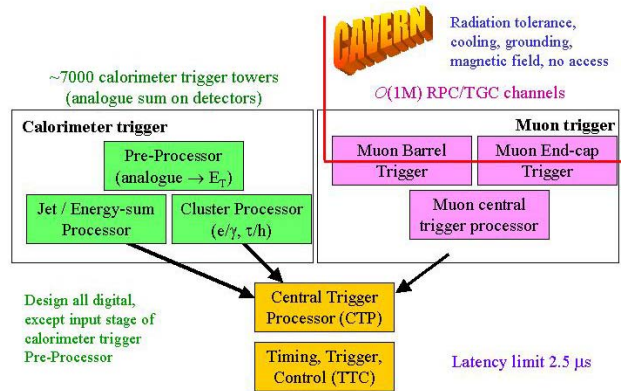 CAVERN
Radiation tolerance,
cooling, grounding,
magnetic field, no access
~7000 calorimeter trigger towers
(analogue sum on detectors)
O(1M) RPC/TGC channels
Calorimeter trigger
Pre-Processor
(analogue → E_T)
Jet / Energy-sum
Processor
Cluster Processor
(e/γ, τ/h)
Muon trigger
Muon Barrel
Trigger
Muon End-cap
Trigger
Muon central
trigger processor
Design all digital,
except input stage of
calorimeter trigger
Pre-Processor
Central Trigger
Processor (CTP)
Timing, Trigger,
Control (TTC)
Latency limit 2.5 μs